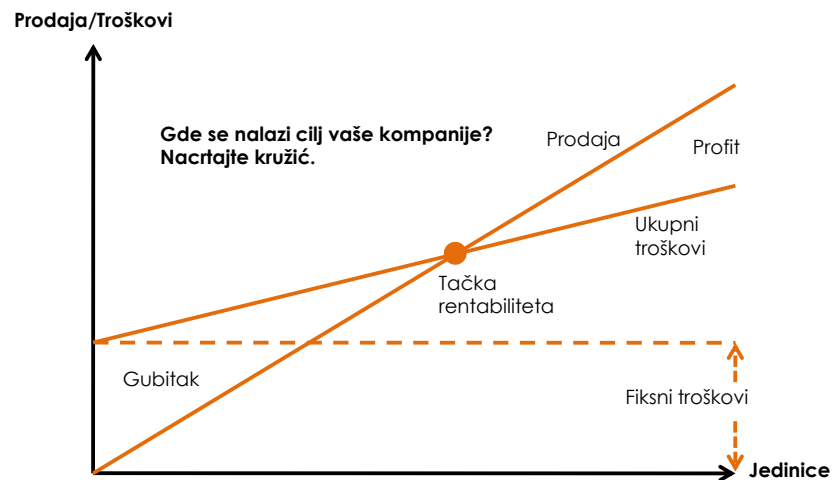 Prodaja/Troškovi
Gde se nalazi cilj vaše kompanije?
Nacrtajte kružić.
Prodaja
Profit
Ukupni
troškovi
Tačka
rentabiliteta
Gubitak
Fiksni troškovi
Jedinice